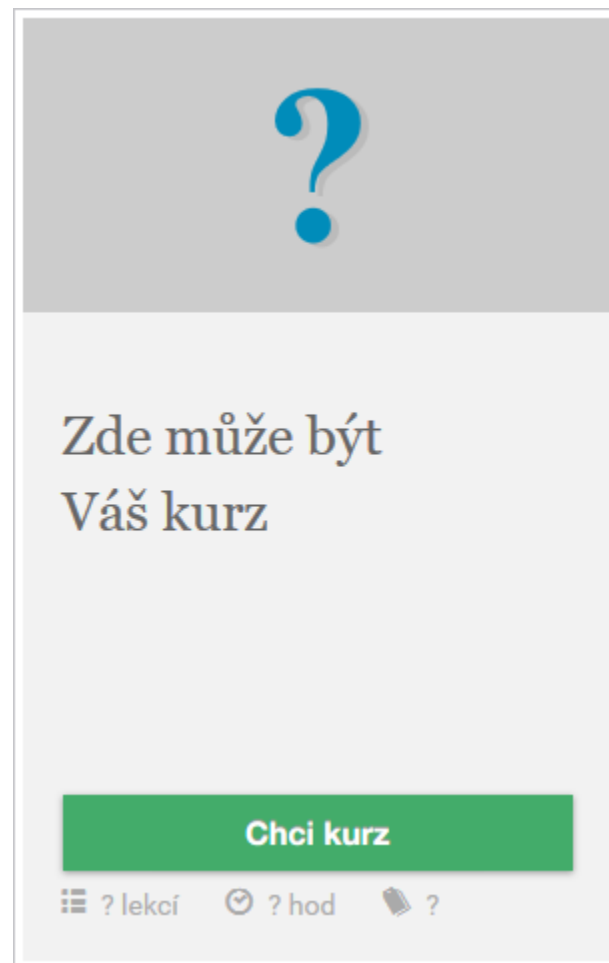 ?
Zde může být
Váš kurz
Chci kurz
? lekcí ? hod ?